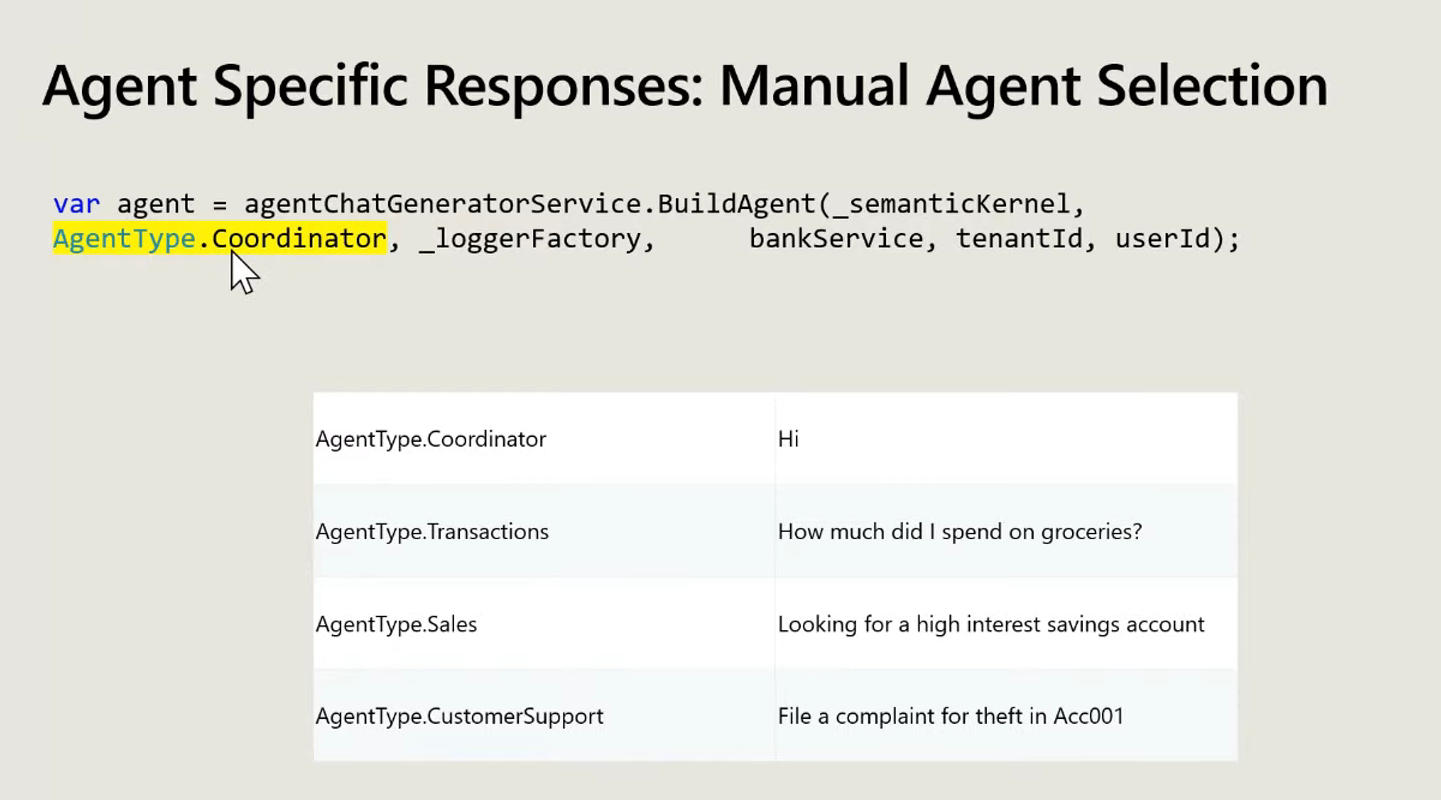 Agent Specific Responses: Manual Agent Selection
var agent = agentChatGeneratorService.BuildAgent(_semanticKernel,
AgentType.Coordinator, _loggerFactory,      bankService, tenantId, userId);
AgentType.Coordinator Hi
AgentType.Transactions How much did I spend on groceries?
AgentType.Sales Looking for a high interest savings account
AgentType.CustomerSupport File a complaint for theft in Acc001